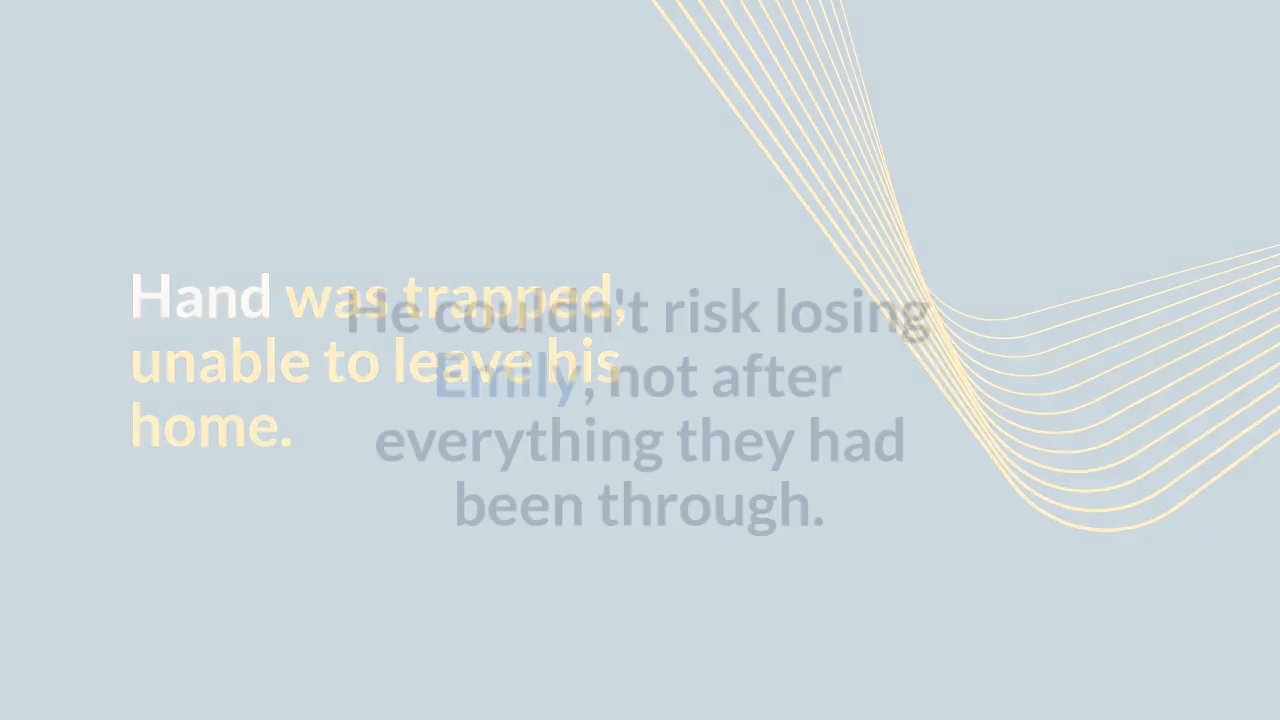 Hand was trapped,
unable to leave his
home.
He couldn't risk losing
Emily, not after
everything they had
been through.